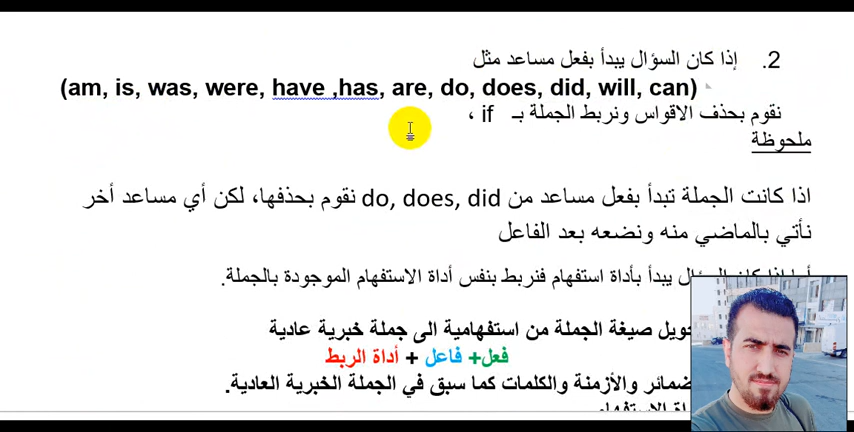 2. إذا كان السؤال يبدأ بفعل مساعد مثل
(am, is, was, were, have ,has, are, do, does, did, will, can)
نقوم بحذف الاقواس ونربط الجملة بـ if ،
ملحوظة
اذا كانت الجملة تبدأ بفعل مساعد من do, does, did نقوم بحذفها، لكن أي مساعد أخر
نأتي بالماضي منه ونضعه بعد الفاعل
يبدأ بأداة استفهام فنربط بنفس أداة الاستفهام الموجودة بالجملة.
صيغة الجملة من استفهامية الى جملة خبرية عادية
أداة الربط + فاعل +فعل
والأزمنة والكلمات كما سبق في الجملة الخبرية العادية.